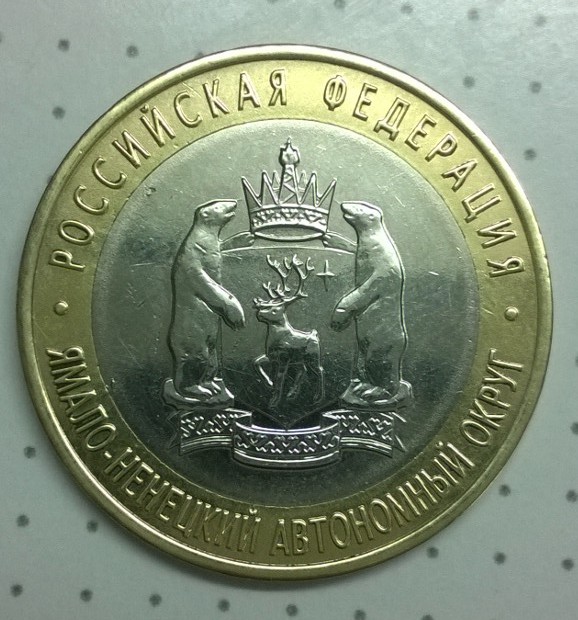 РОССИЙСКАЯ ФЕДЕРАЦИЯ
ЯМАЛО-НЕНЕЦКИЙ АВТОНОМНЫЙ ОКРУГ